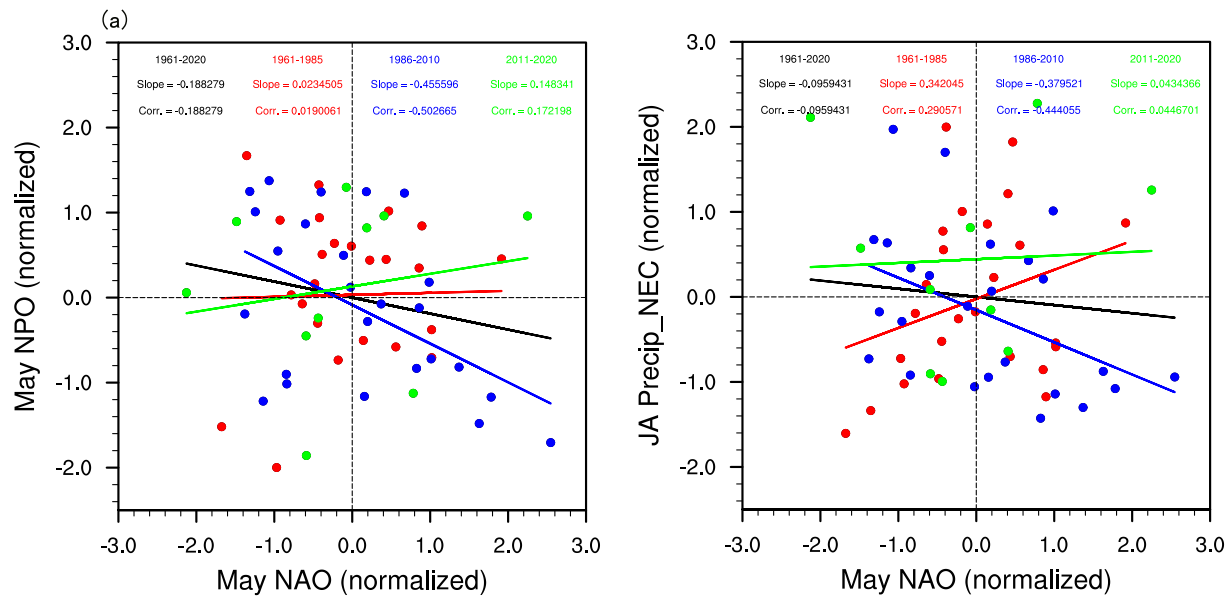 (a)
1961-2020 1961-1985 1986-2010 2011-2020
Slope = -0.188279 Slope = 0.0234505 Slope = -0.455596 Slope = 0.148341
Corr. = -0.188279 Corr. = 0.0190061 Corr. = -0.502665 Corr. = 0.172198
3.0
2.0
1.0
0.0
-1.0
-2.0
May NPO (normalized)
-3.0 -2.0 -1.0 0.0 1.0 2.0 3.0
May NAO (normalized)
1961-2020 1961-1985 1986-2010 2011-2020
Slope = -0.0959431 Slope = 0.342045 Slope = -0.379521 Slope = 0.0434366
Corr. = -0.0959431 Corr. = 0.290571 Corr. = -0.444055 Corr. = 0.0446701
3.0
2.0
1.0
0.0
-1.0
-2.0
JA Precip_NEC (normalized)
-3.0 -2.0 -1.0 0.0 1.0 2.0 3.0
May NAO (normalized)